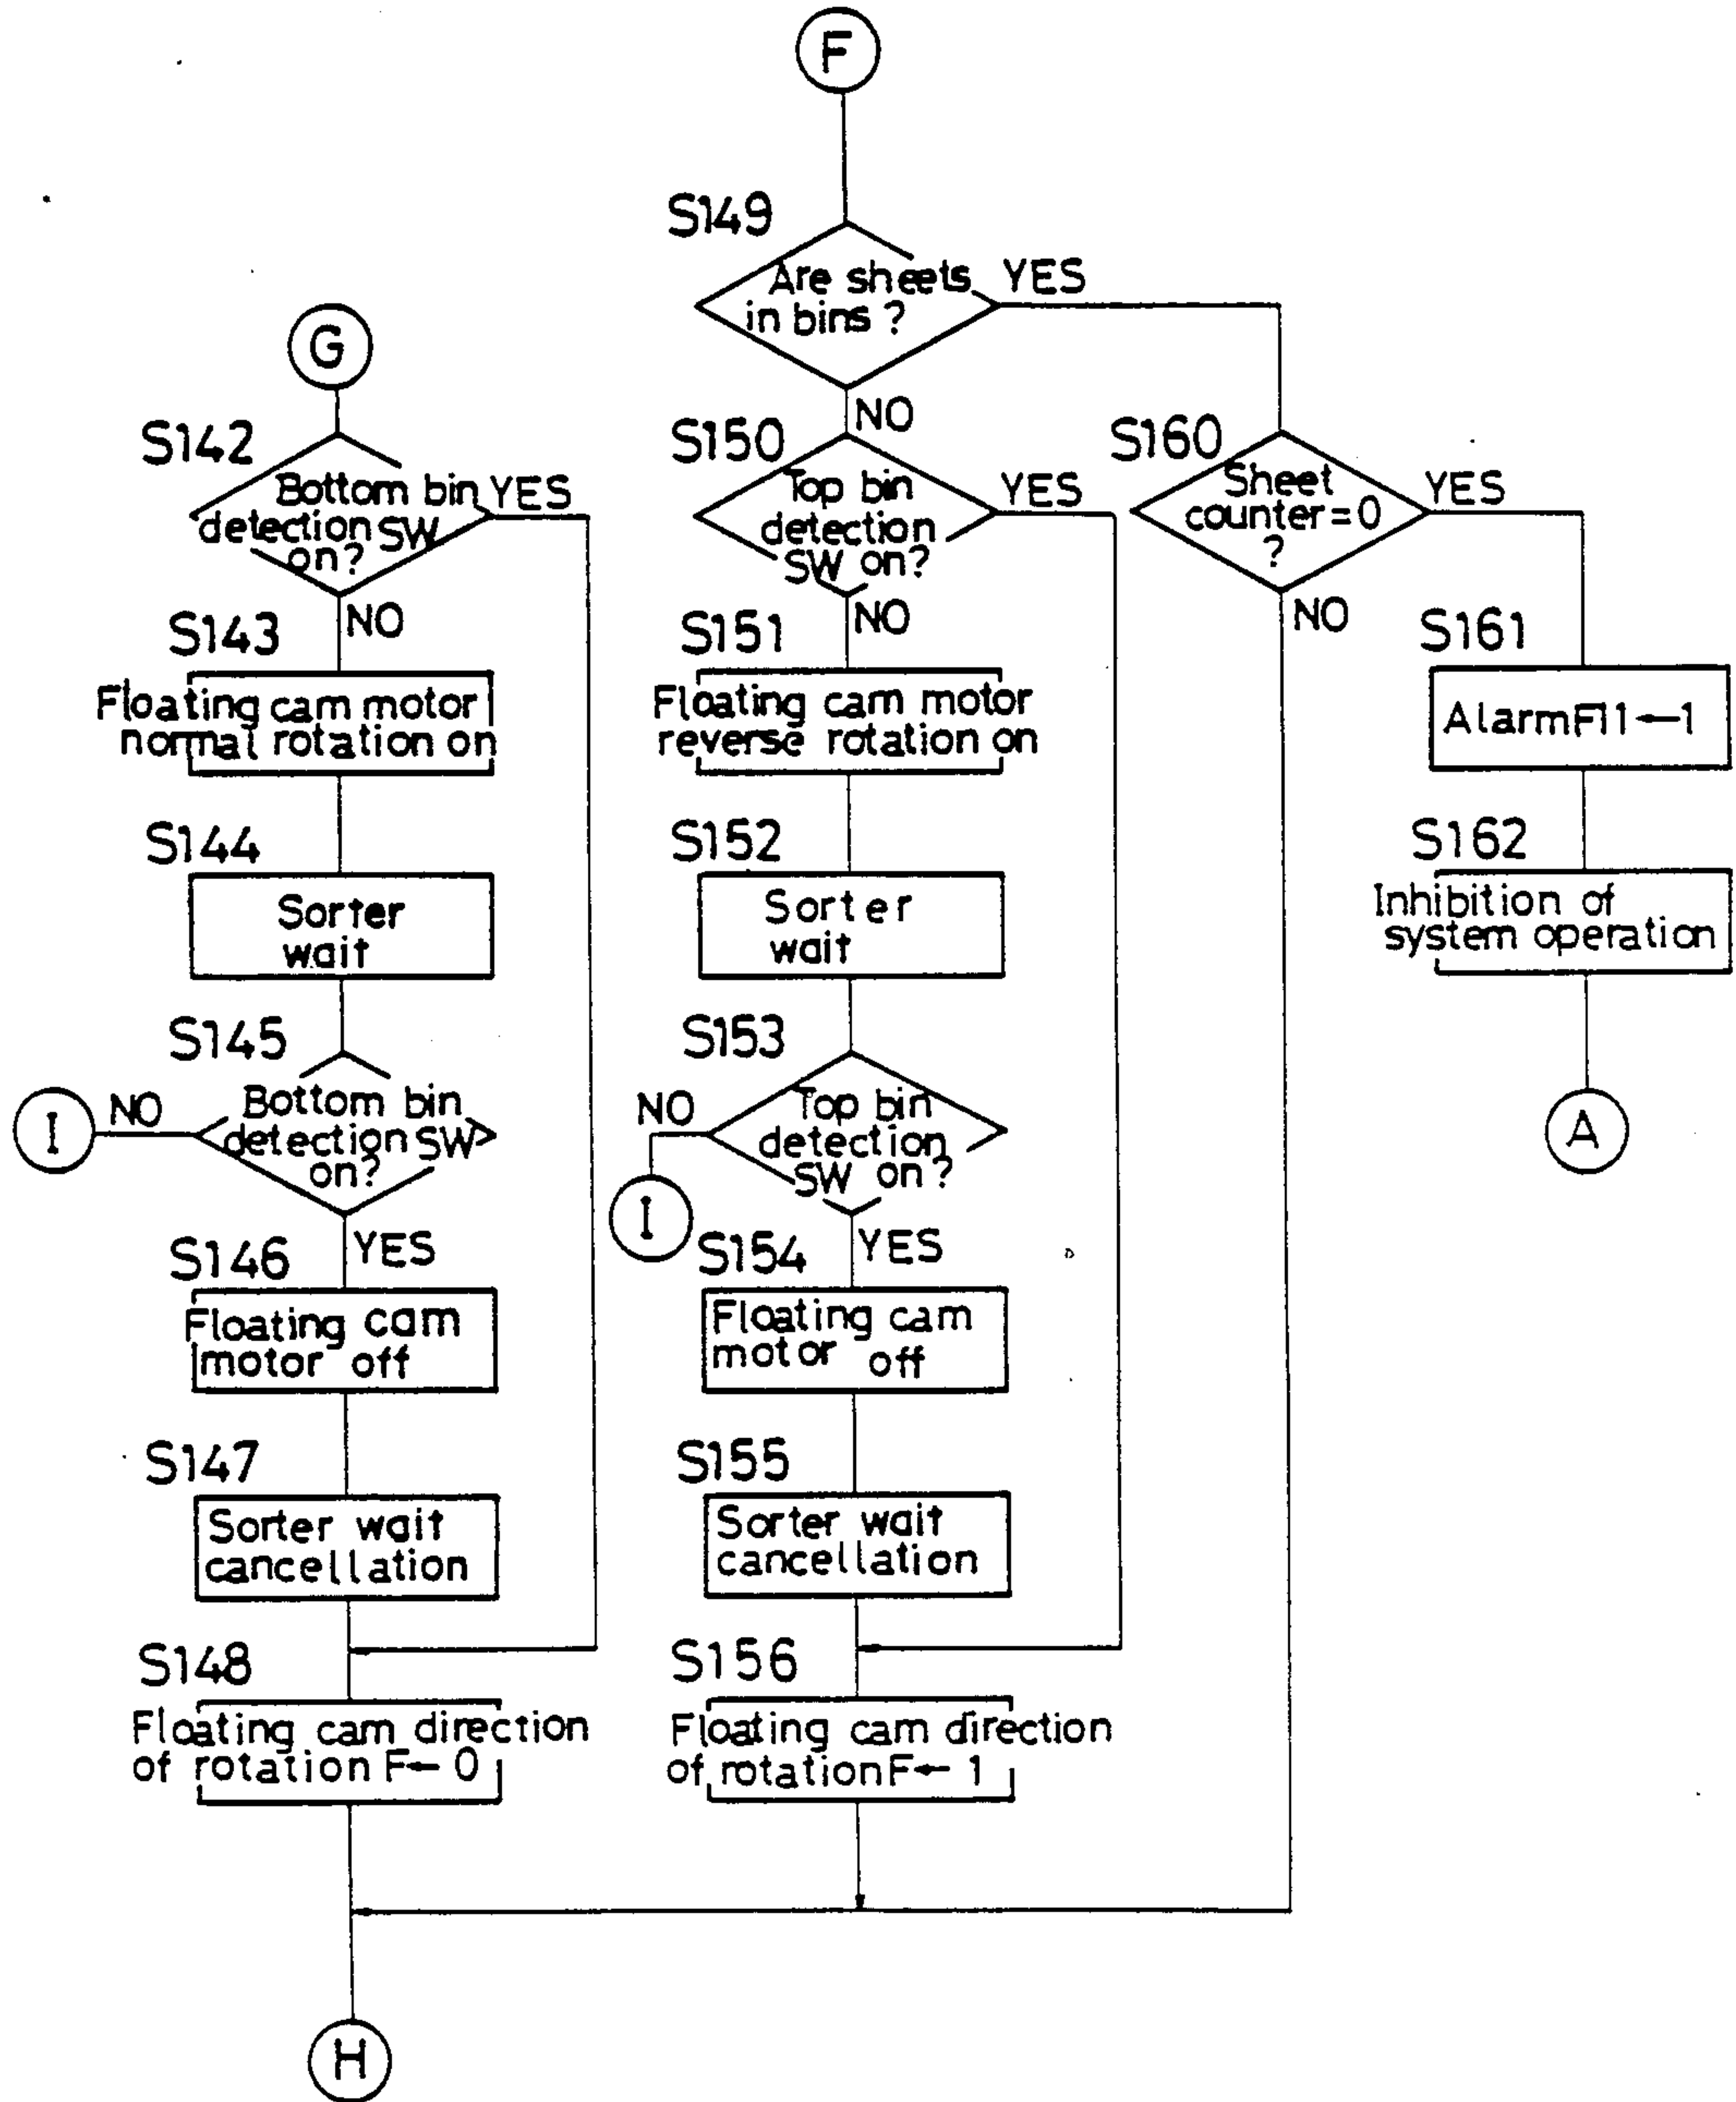 F
S149
Are sheets
in bins ?
YES
NO
G
S142
Bottom bin
detection SW
on?
YES
NO
S143
Floating cam motor
normal rotation on
S144
Sorter
wait
S145
Bottom bin
detection SW
on?
NO
I
YES
S146
Floating cam
motor off
S147
Sorter wait
cancellation
S148
Floating cam direction
of rotation F← 0
S150
Top bin
detection
SW on?
YES
NO
S151
Floating cam motor
reverse rotation on
S152
Sorter
wait
S153
Top bin
detection
SW on?
NO
I
YES
S154
Floating cam
motor off
S155
Sorter wait
cancellation
S156
Floating cam direction
of rotation F← 1
S160
Sheet
counter=0
?
YES
NO
S161
Alarm F11←1
S162
Inhibition of
system operation
A
H